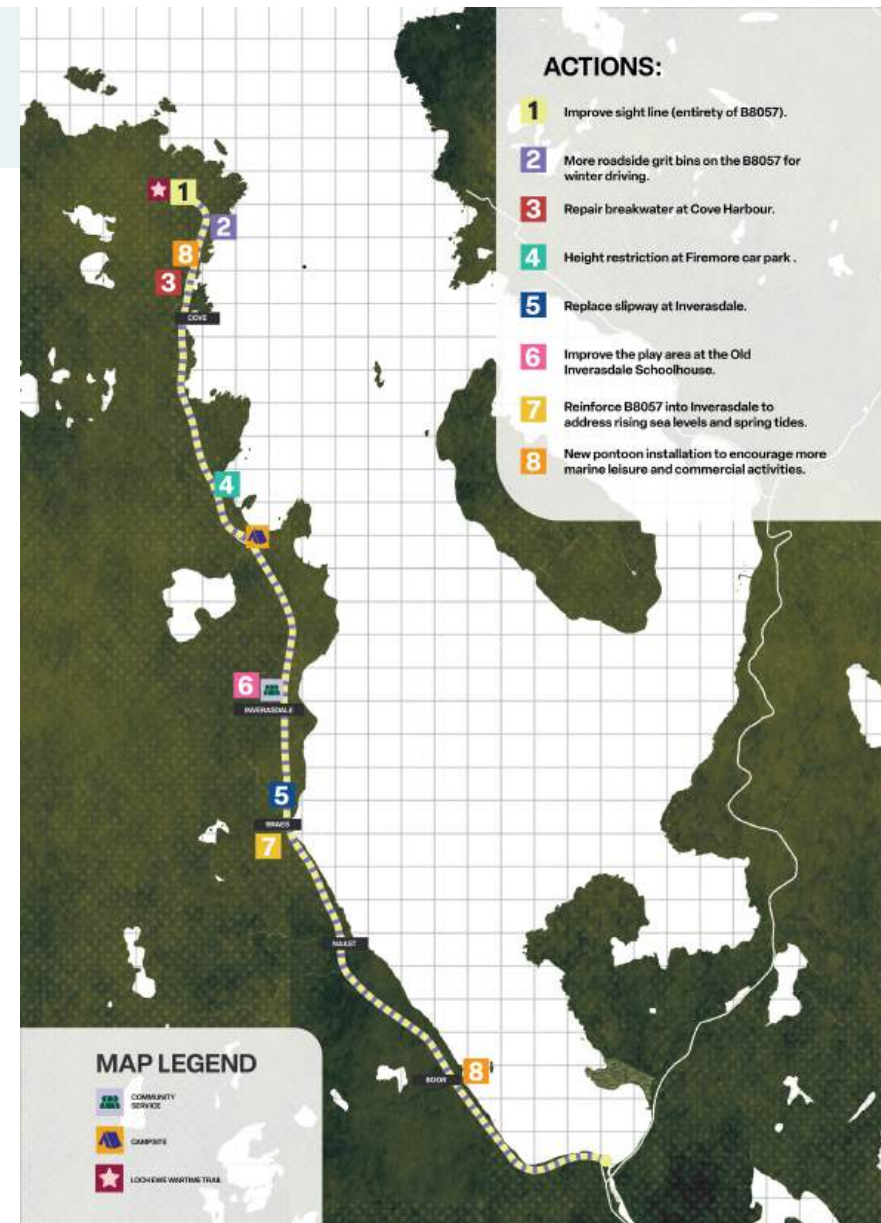 ACTIONS:
1 Improve sight line (entirety of B8057).
2 More roadside grit bins on the B8057 for
winter driving.
3 Repair breakwater at Cove Harbour.
4 Height restriction at Firemore car park .
5 Replace slipway at Inverasdale.
6 Improve the play area at the Old
Inverasdale Schoolhouse.
7 Reinforce B8057 into Inverasdale to
address rising sea levels and spring tides.
8 New pontoon installation to encourage more
marine leisure and commercial activities.
1
2
8
3
COVE
4
6
INVERASDALE
5
BRAES
7
NAAST
8
BOOR
MAP LEGEND
COMMUNITY
SERVICE
CAMPSITE
LOCH EWE WARTIME TRAIL